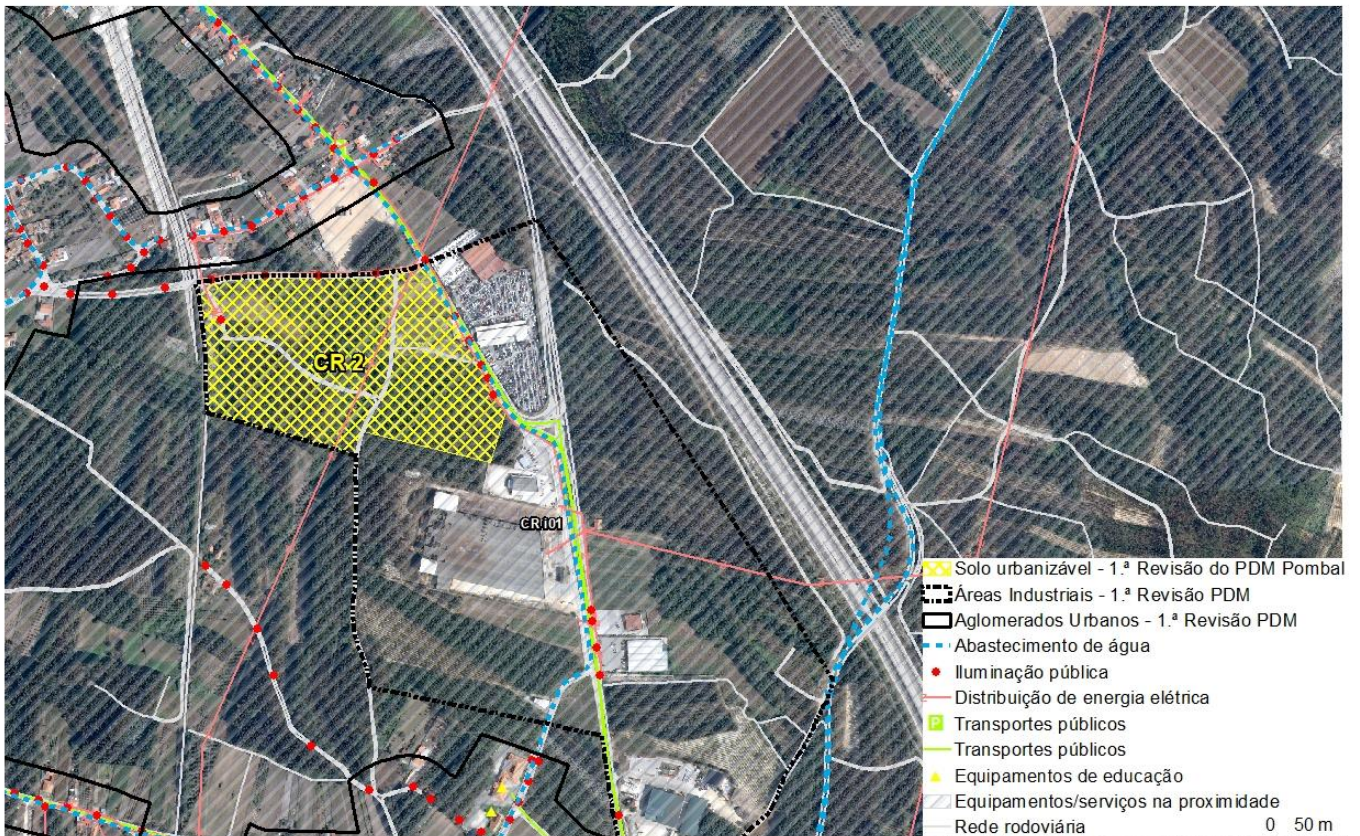 CR 2
CR i01
Solo urbanizável - 1.ª Revisão do PDM Pombal
Áreas Industriais - 1.ª Revisão PDM
Aglomerados Urbanos - 1.ª Revisão PDM
Abastecimento de água
Iluminação pública
Distribuição de energia elétrica
P Transportes públicos
Transportes públicos
Equipamentos de educação
Equipamentos/serviços na proximidade
Rede rodoviária 0 50 m